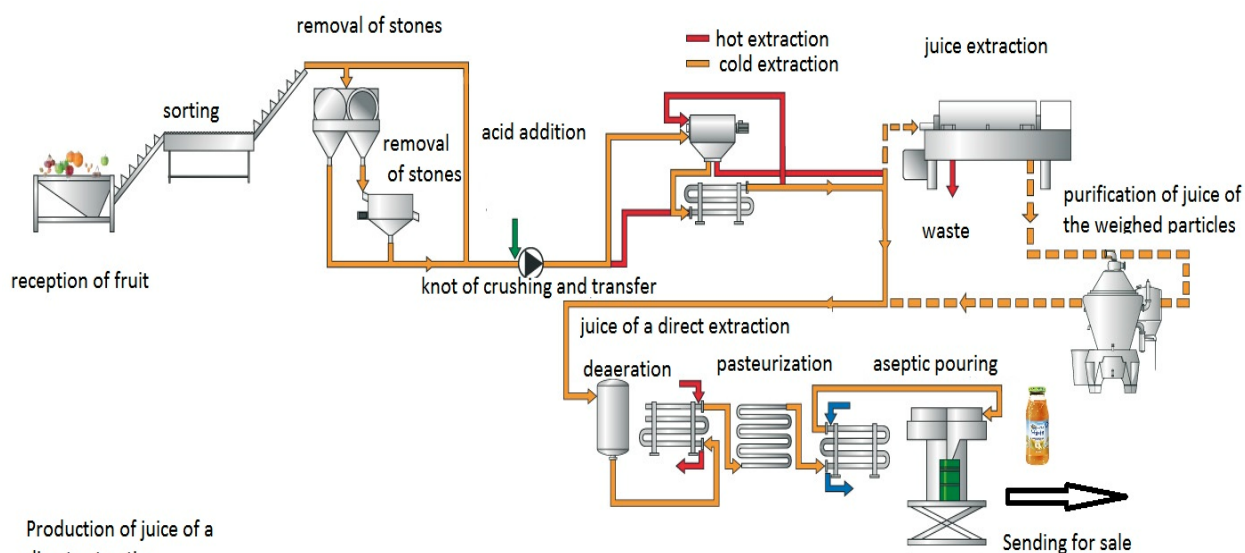 removal of stones
hot extraction
cold extraction
juice extraction
sorting
acid addition
removal
of stones
purification of juice of
the weighed particles
waste
reception of fruit
knot of crushing and transfer
juice of a direct extraction
deaeration
pasteurization
aseptic pouring
Production of juice of a
Sending for sale